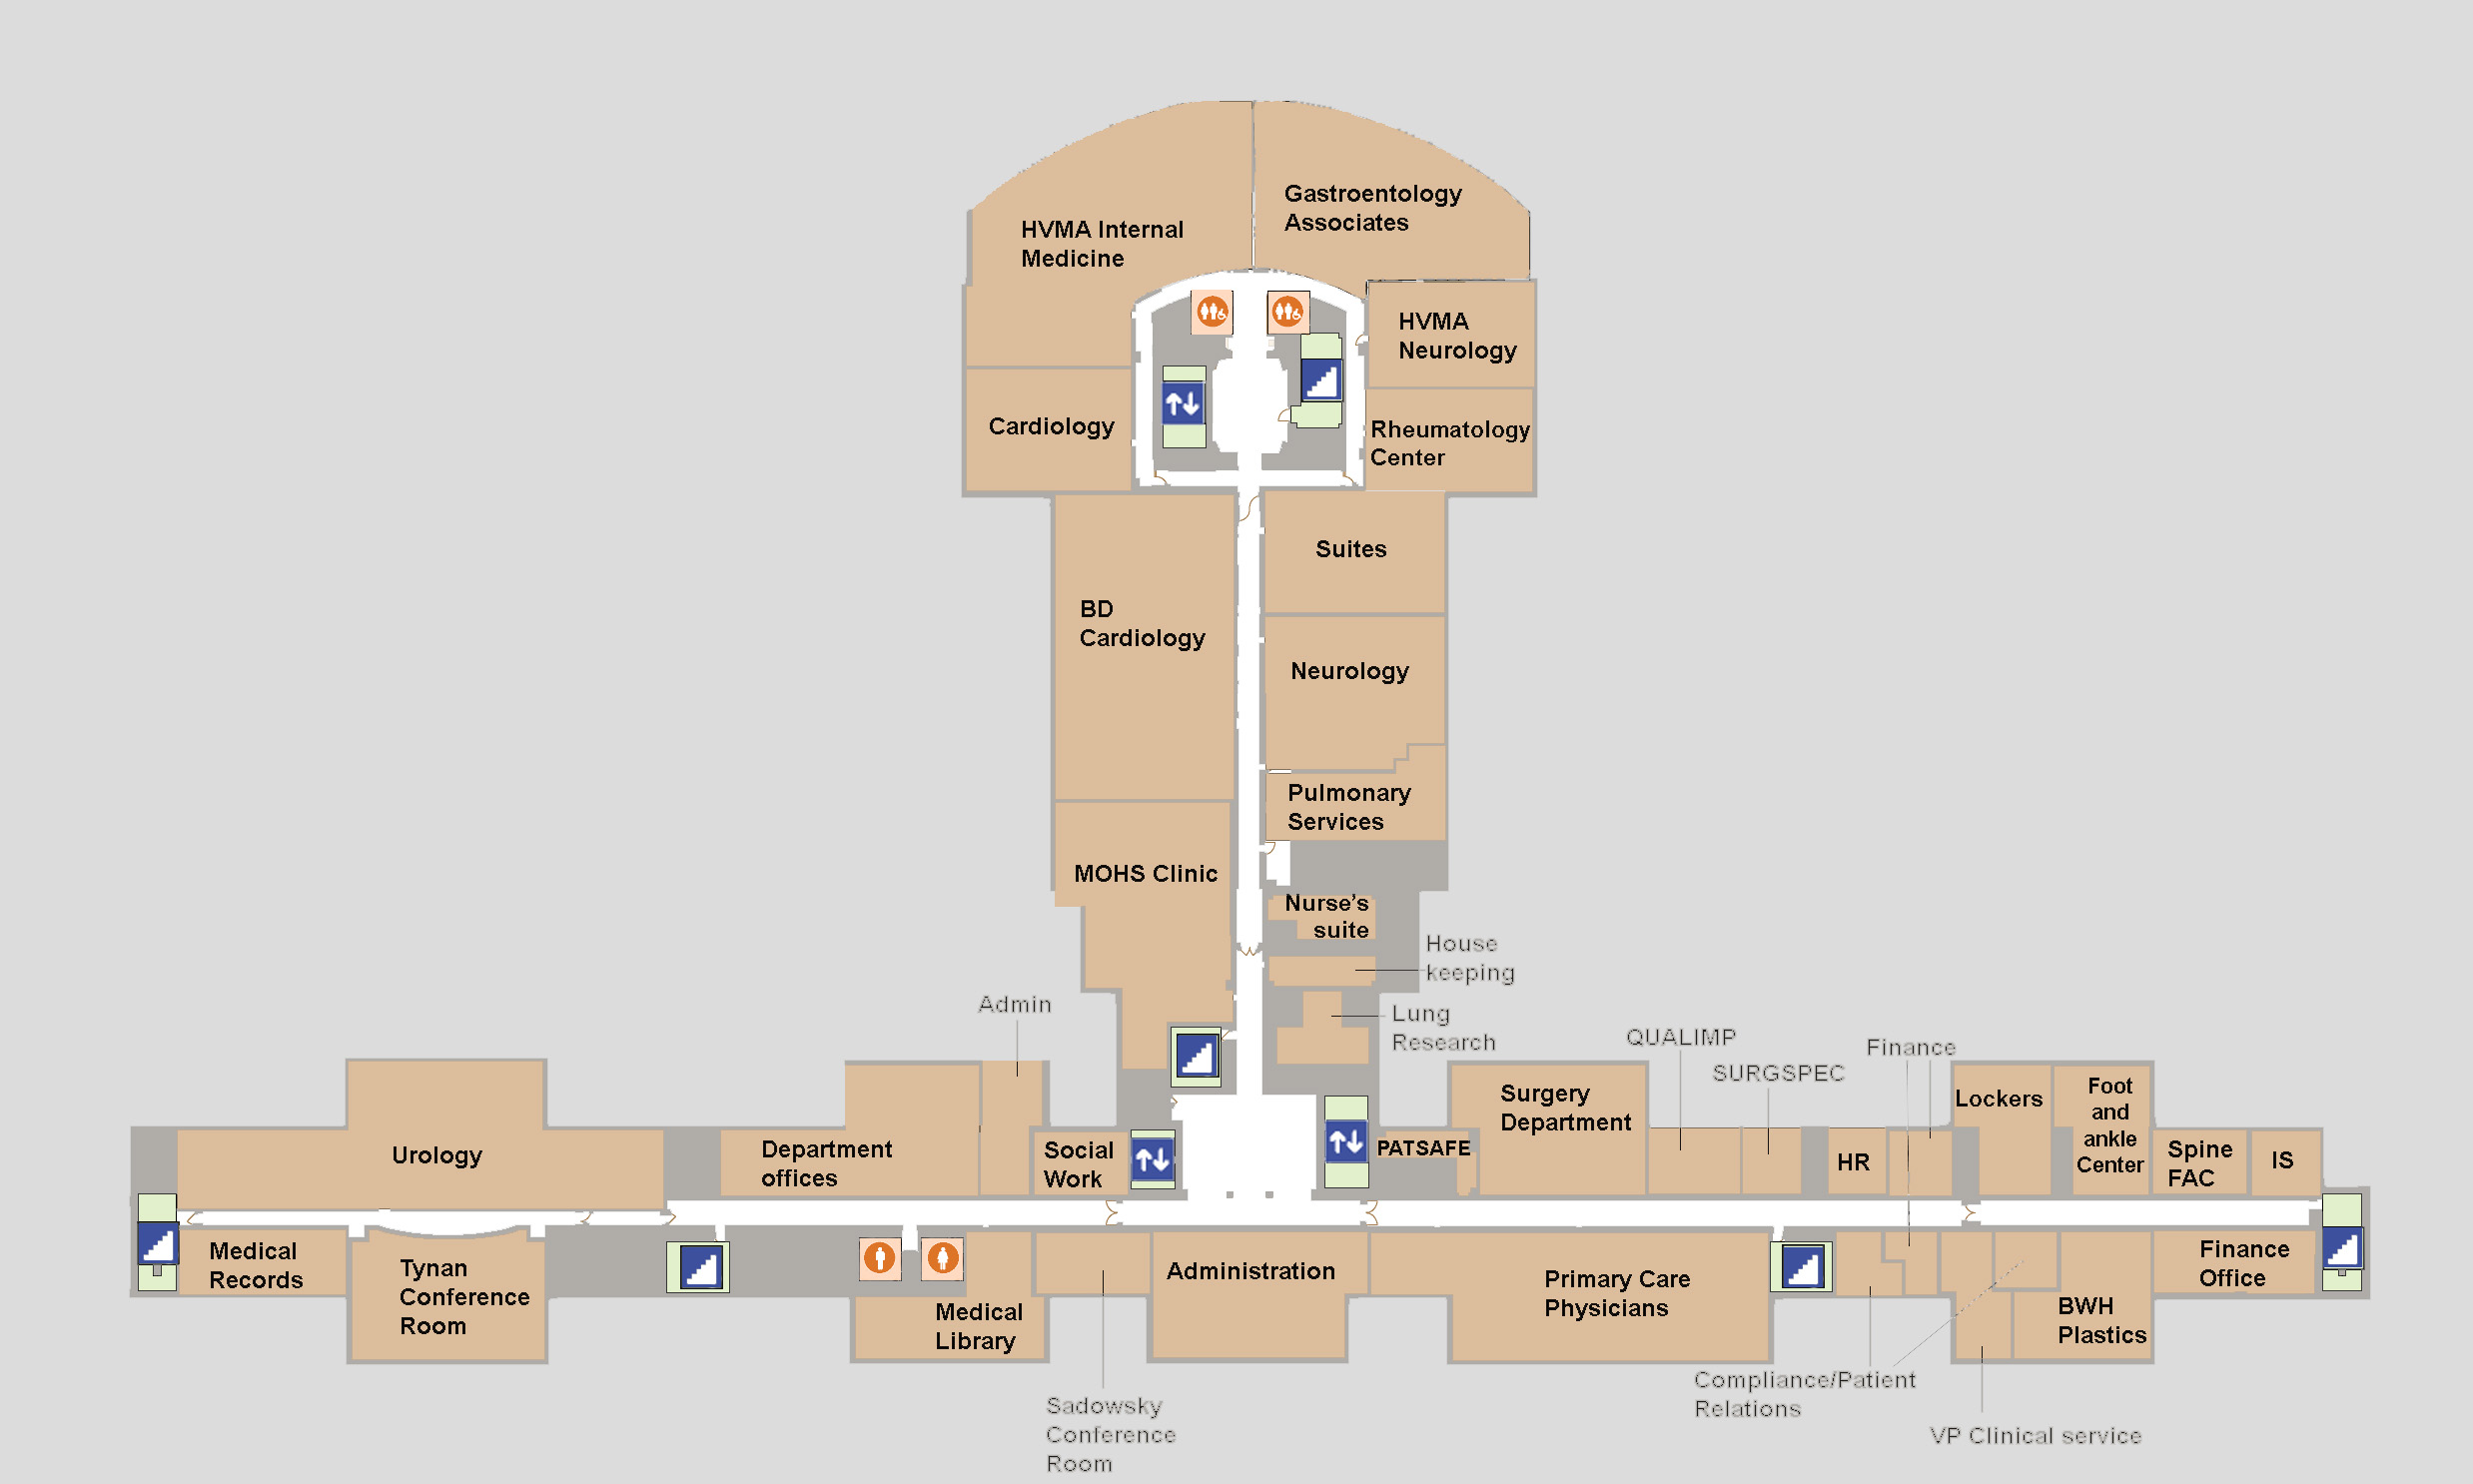 Gastroentology
Associates
HVMA Internal
Medicine
HVMA
Neurology
Cardiology
Rheumatology
Center
Suites
BD
Cardiology
Neurology
Pulmonary
Services
MOHS Clinic
Nurse's
suite
House
keeping
Admin
Lung
Research
QUALIMP
Finance
SURGSPEC
Surgery
Department
Lockers
Foot
and
ankle
Center
Urology
Department
offices
Social
Work
PATSAFE
HR
Spine
FAC
IS
Medical
Records
Tynan
Conference
Room
Medical
Library
Administration
Primary Care
Physicians
Finance
Office
BWH
Plastics
Sadowsky
Conference
Room
Compliance/Patient
Relations
VP Clinical service